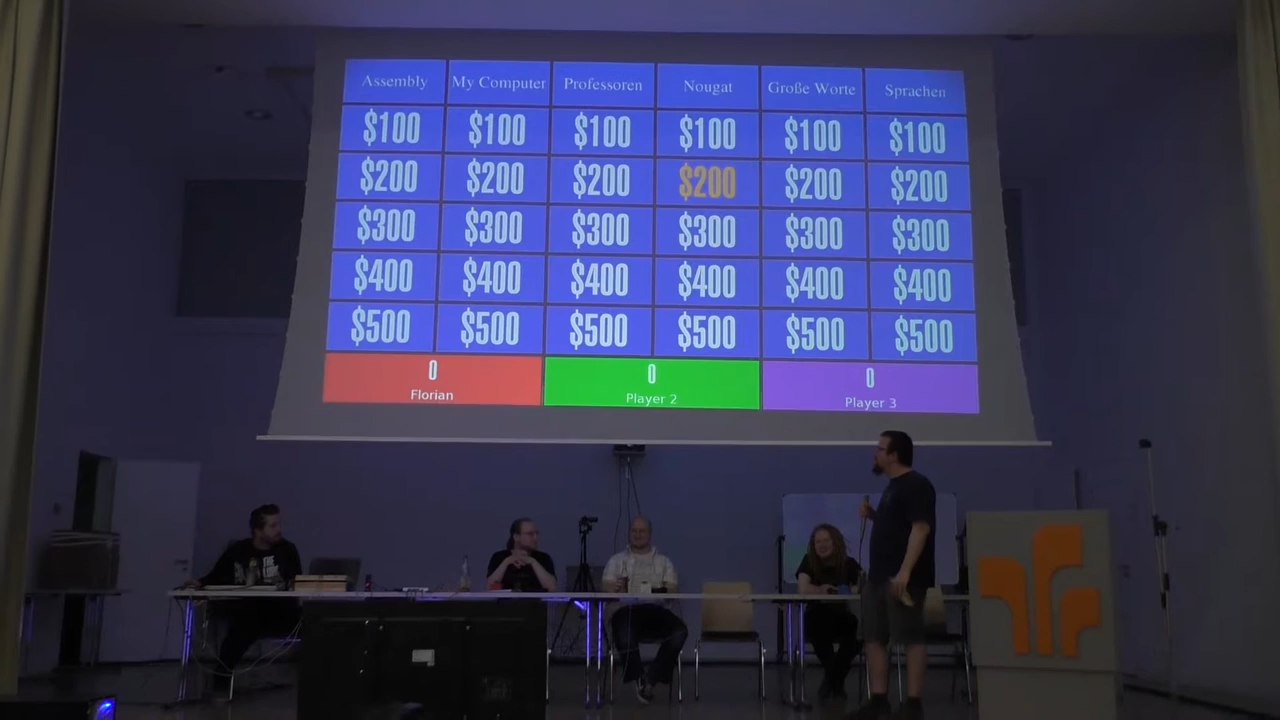 Assembly My Computer Professoren Nougat Große Worte Sprachen
$100 $100 $100 $100 $100 $100
$200 $200 $200 $200 $200 $200
$300 $300 $300 $300 $300 $300
$400 $400 $400 $400 $400 $400
$500 $500 $500 $500 $500 $500
0 0 0
Florian Player 2 Player 3
THE